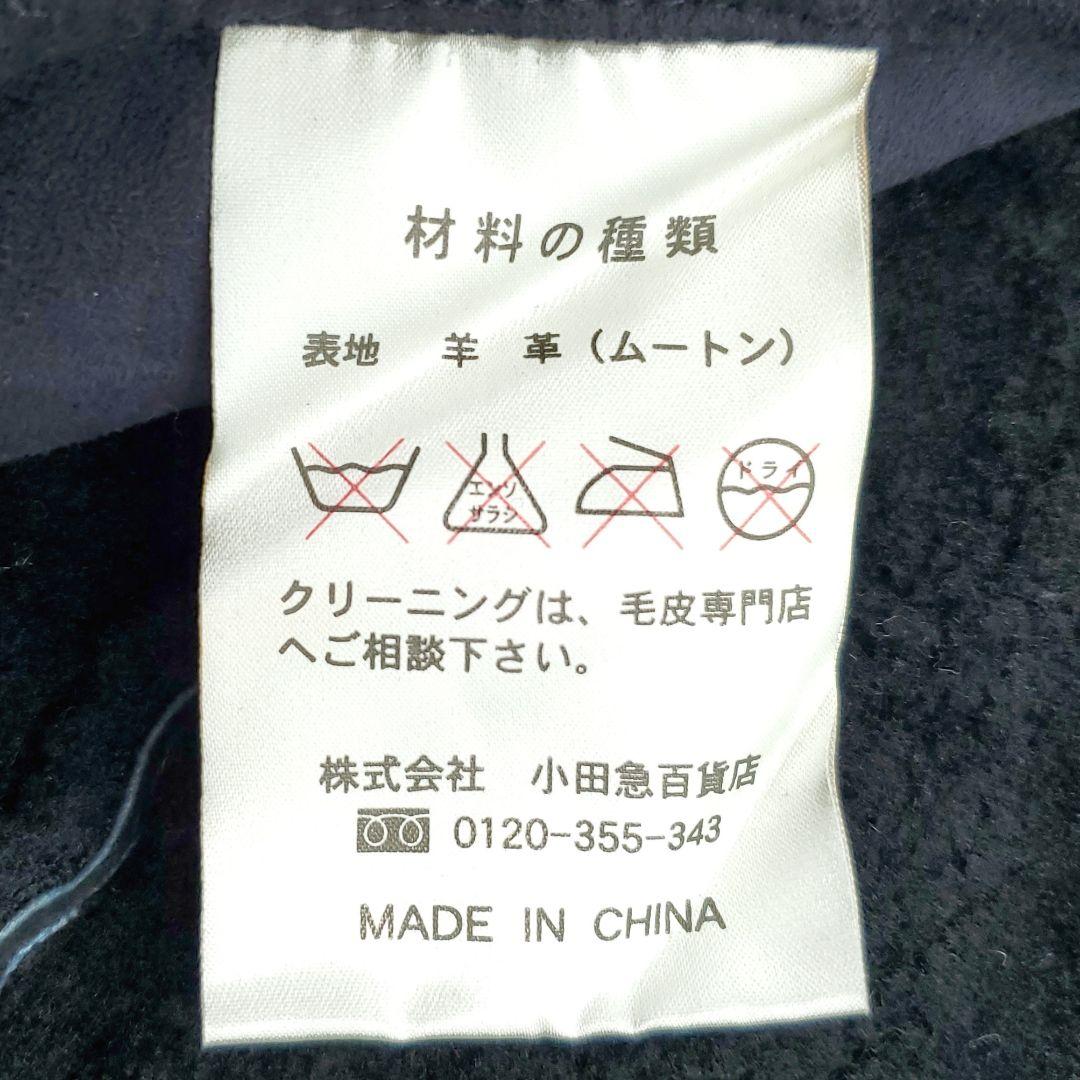 材料の種類
表地 羊革（ムートン）
エンソ
サラシ
ドライ
クリーニングは、毛皮専門店
へご相談下さい。
株式会社 小田急百貨店
0120-355-343
MADE IN CHINA